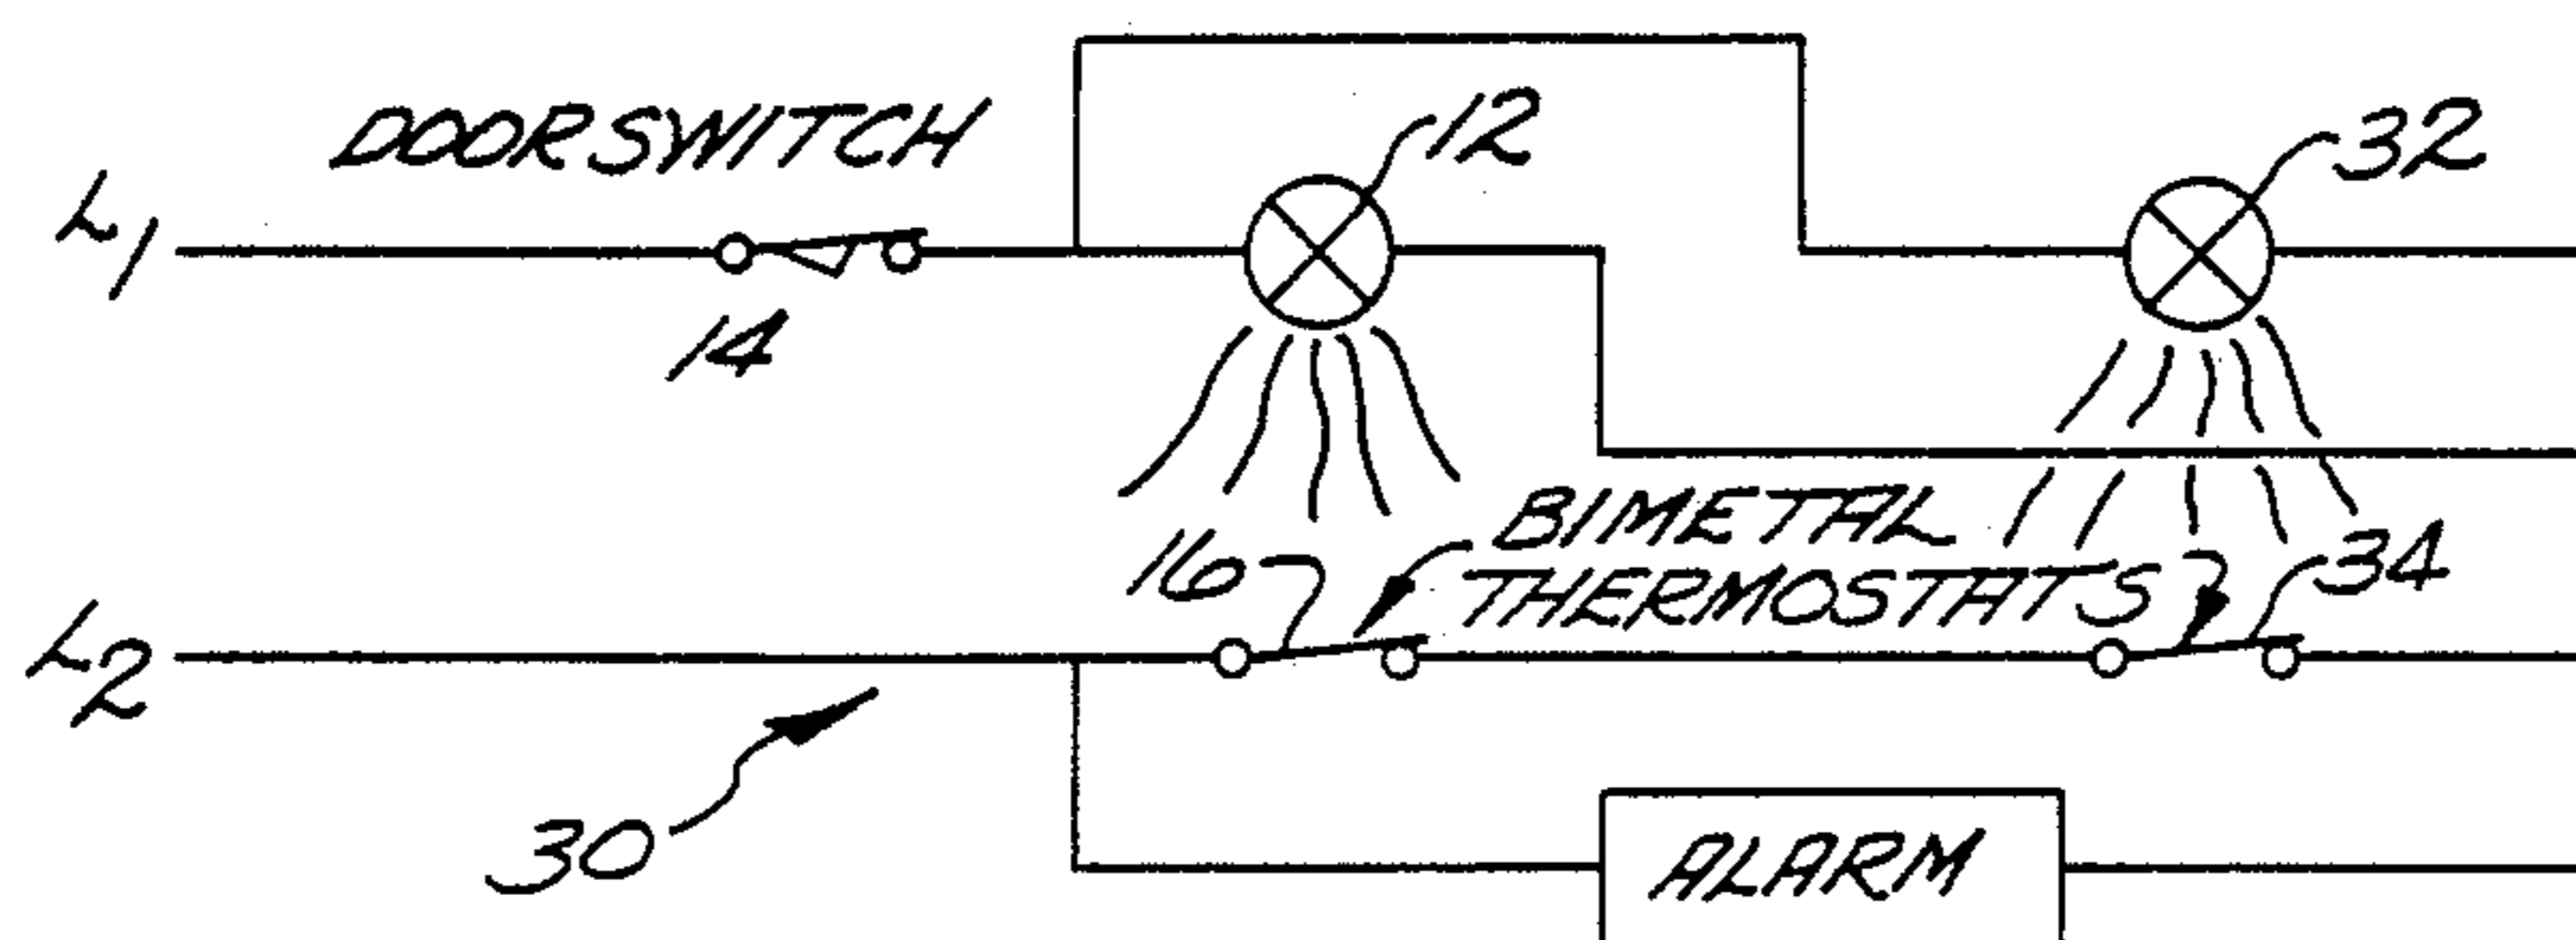 DOORSWITCH
12
32
L1
14
BIMETAL
THERMOSTATS
16
34
L2
30
ALARM